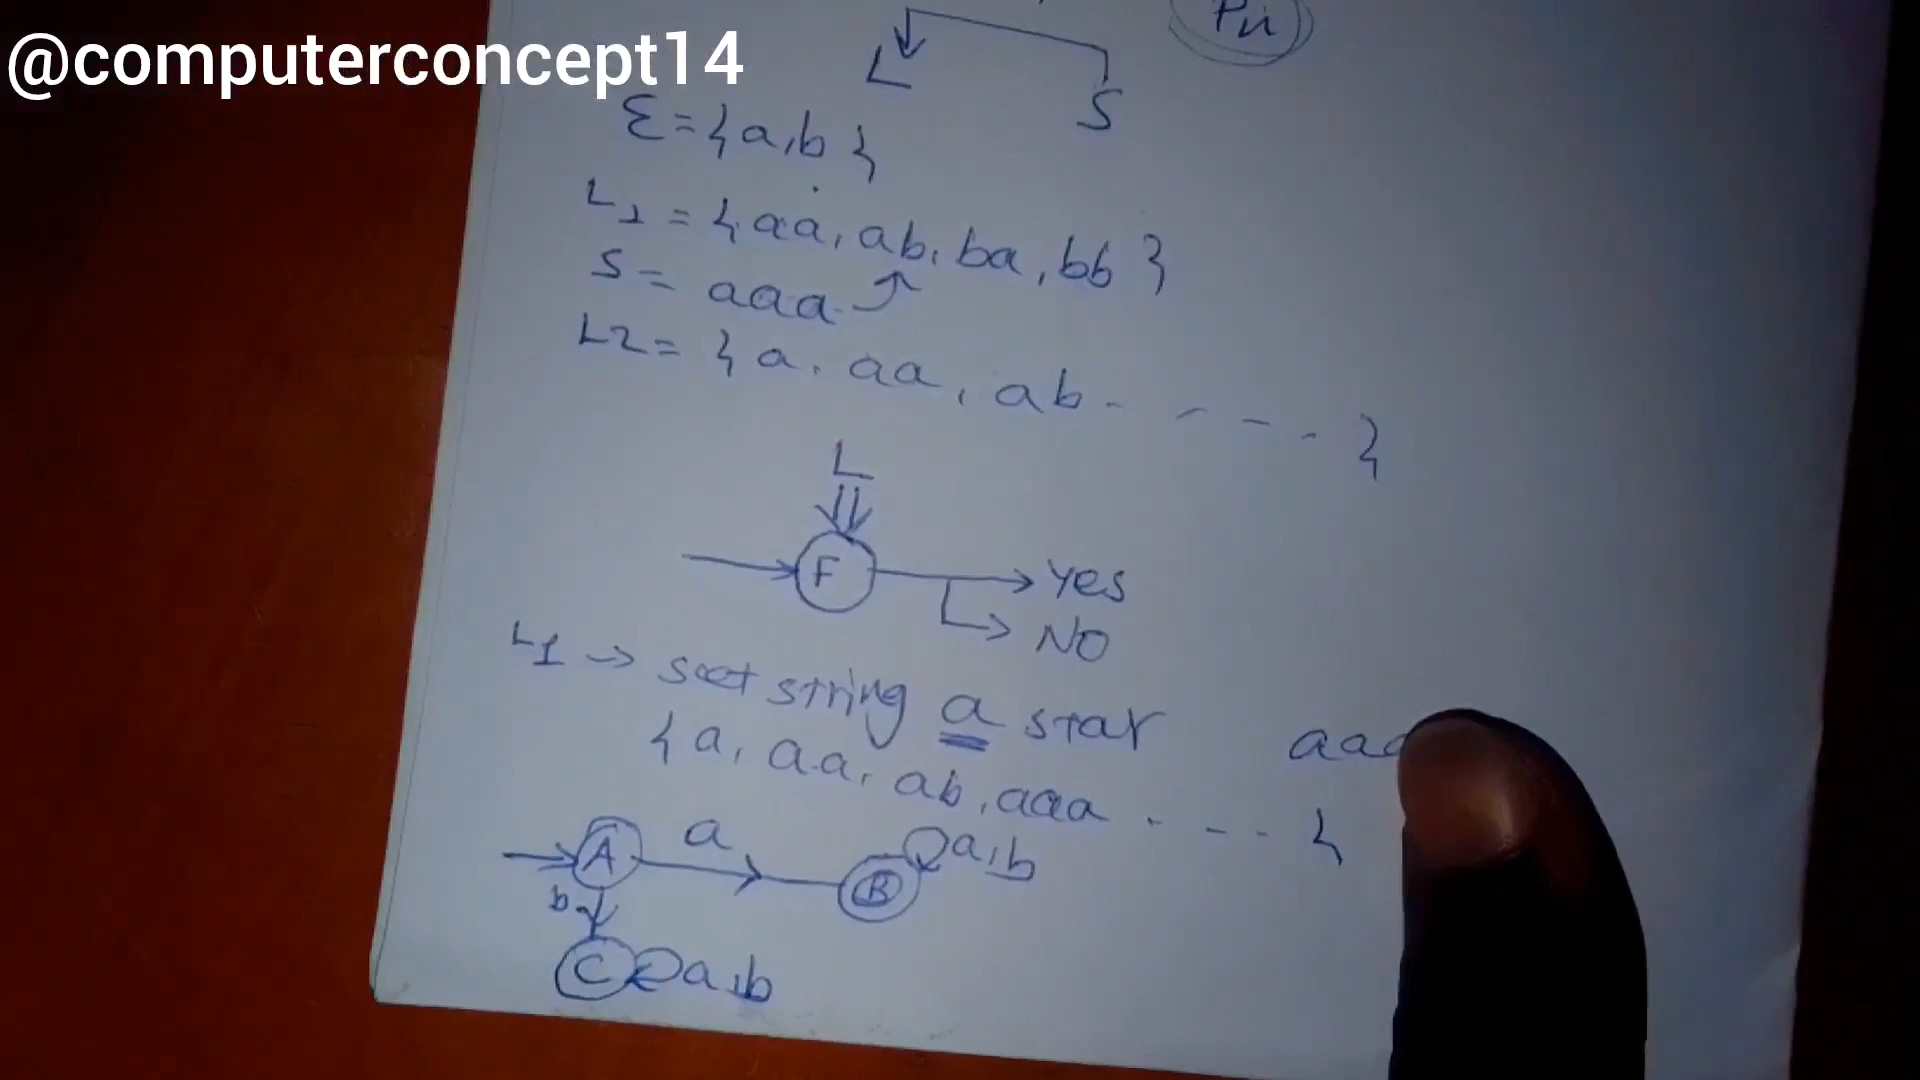 @computerconcept14
L
S
Ɛ={a,b}
L1 = {aa, ab, ba, bb}
S = aaa
L2 = {a, aa, ab - - - - }
L
F
Yes
NO
L1 → set string a star
aaa
{a, aa, ab, aaa - - - }
A
a
B
a,b
b
C
a,b